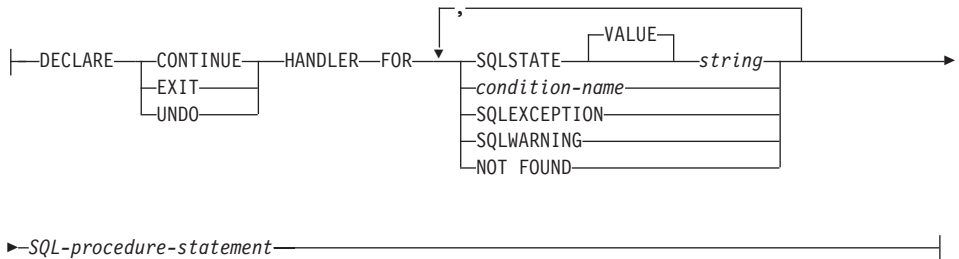 ,
VALUE
DECLARE CONTINUE HANDLER FOR SQLSTATE string
EXIT condition-name
UNDO SQLEXCEPTION
SQLWARNING
NOT FOUND
SQL-procedure-statement